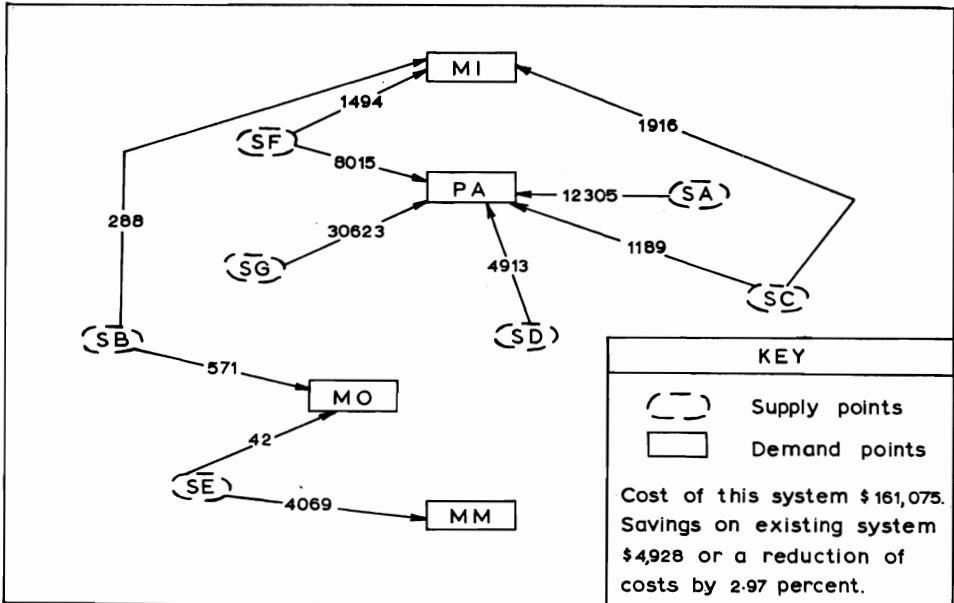 MI
1494
1916
SF
8015
PA
12305
SA
288
30623
1189
SG
4913
SC
SB
SD
571
MO
42
SE
4069
MM
KEY
Supply points
Demand points
Cost of this system $161,075.
Savings on existing system
$4,928 or a reduction of
costs by 2·97 percent.